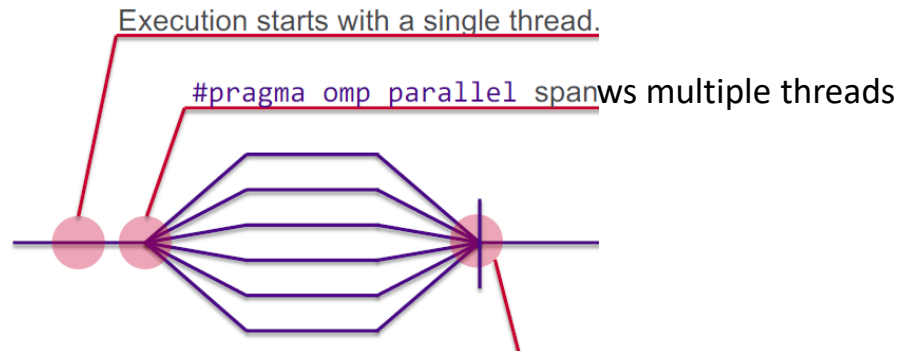 Execution starts with a single thread.
#pragma omp parallel spanws multiple threads